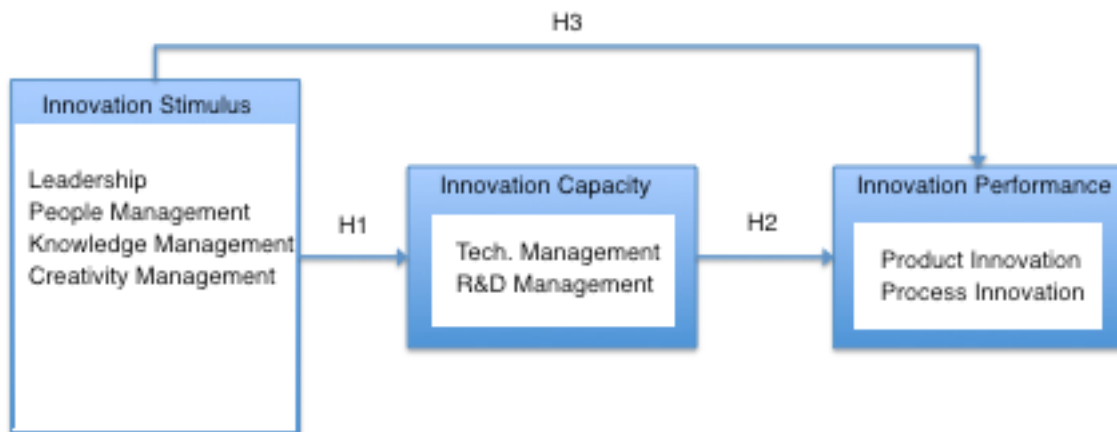 H3
Innovation Stimulus
Leadership
People Management
Knowledge Management
Creativity Management
H1
Innovation Capacity
Tech. Management
R&D Management
H2
Innovation Performance
Product Innovation
Process Innovation